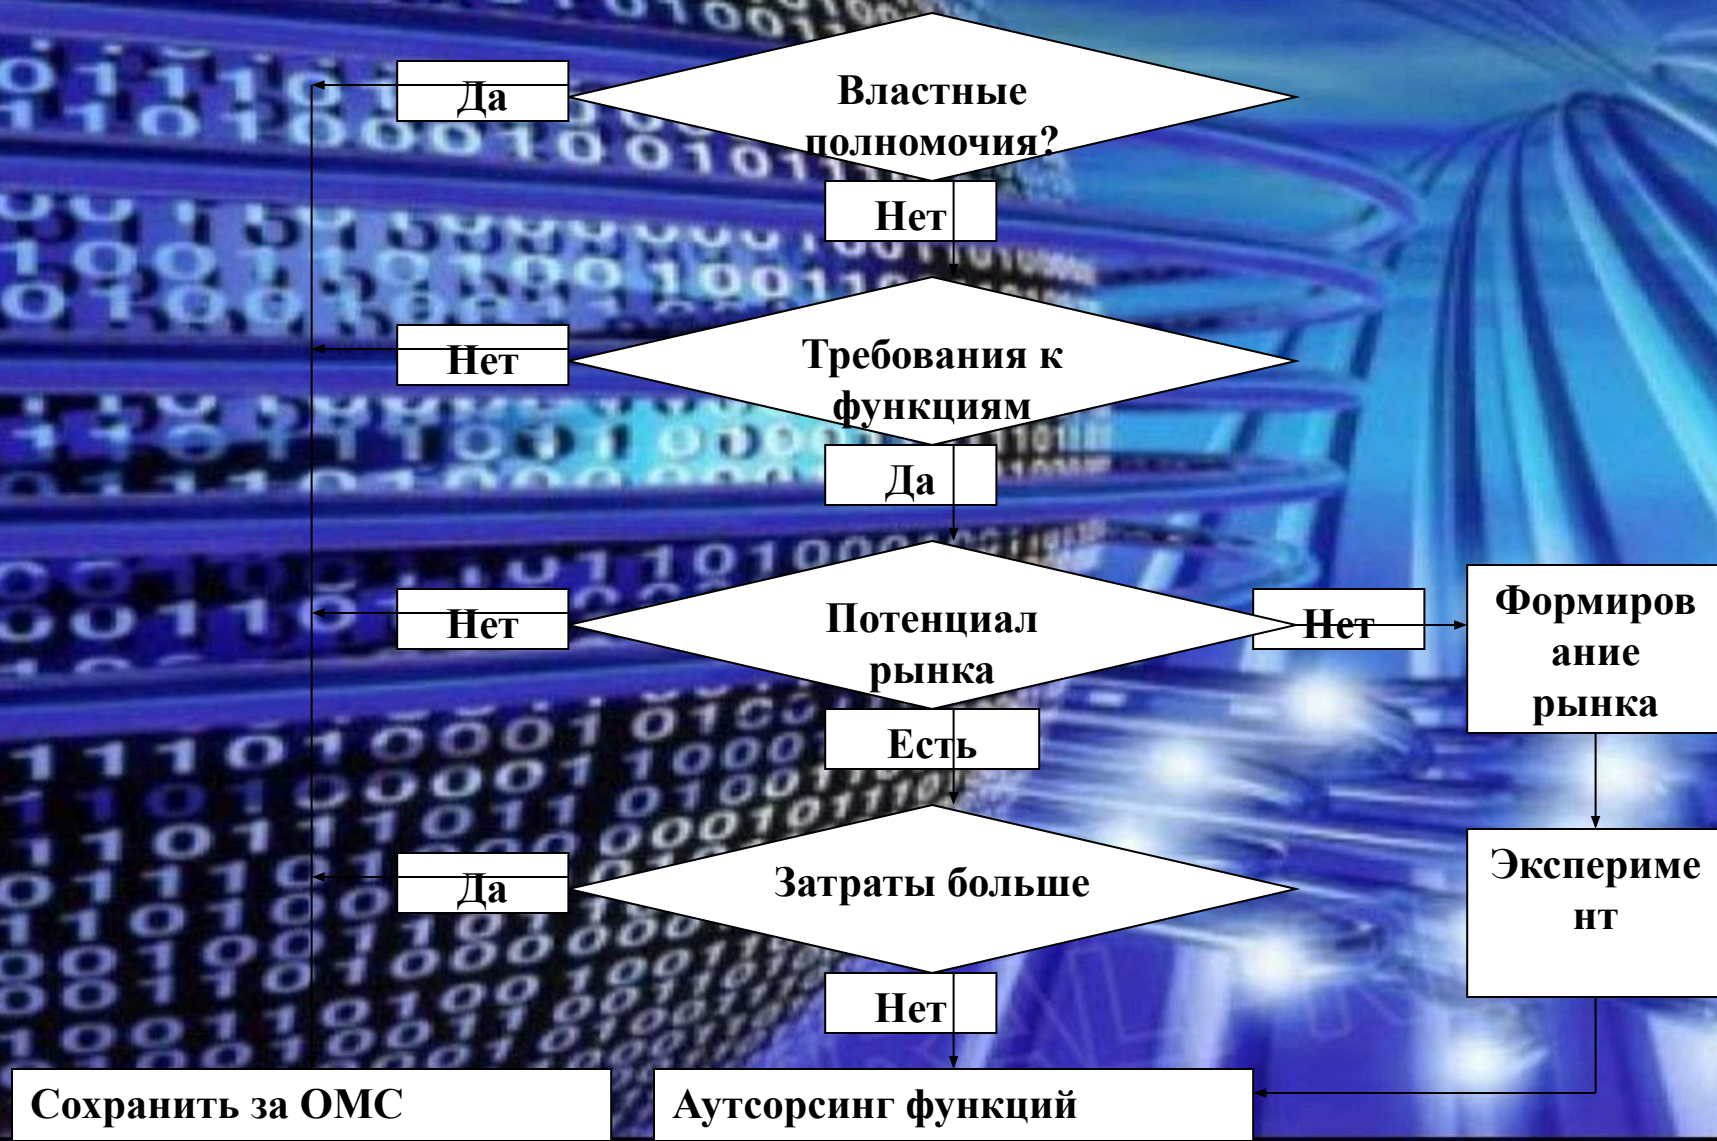 Да
Властные
полномочия?
Нет
Нет
Требования к
функциям
Да
Нет
Потенциал
рынка
Нет
Формиров
ание
рынка
Есть
Да
Затраты больше
Эксперимe
нт
Нет
Сохранить за ОМС
Аутсорсинг функций